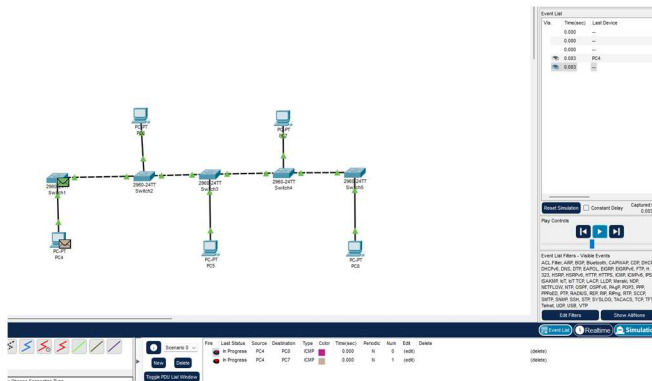 Event List
Vis. Time(sec) Last Device
0.000 --
0.000 --
0.000 --
0.003 PC4
0.003 --
PC-PT
PC-PT
PC7
2960-24TT
Switch1
2960-24TT
Switch2
2960-24TT
Switch3
2960-24TT
Switch4
2960-24TT
PC-PT
PC4
PC-PT
PC5
PC-PT
Reset Simulation Constant Delay Captured
0.003
Play Controls
Event List Filters - Visible Events
ACL Filter, ARP, BGP, Bluetooth, CAPWAP, CDP, DHCP
DHCPv6, DNS, DTP, EAPOL, EIGRP, EIGRPv6, FTP, H
323, HSRP, HSRPv6, HTTP, HTTPS, ICMP, ICMPv6, IPS
ISAKMP, IoT, IoT TCP, LACP, LLDP, Meraki, NDP,
NETFLOW, NTP, OSPF, OSPFv6, PAgP, POP3, PPP,
PPPoED, PTP, RADIUS, REP, RIP, RIPng, RTP, SCCP,
SMTP, SNMP, SSH, STP, SYSLOG, TACACS, TCP, TFT
Telnet, UDP, USB, VTP
Edit Filters Show All/None
Event List Realtime Simulatio
Scenario 0
New Delete
Toggle PDU List Window
Fire Last Status Source Destination Type Color Time(sec) Periodic Num Edit Delete
In Progress PC4 ICMP 0.000 N 0 (edit) (delete)
In Progress PC4 PC7 ICMP 0.000 N 1 (edit) (delete)